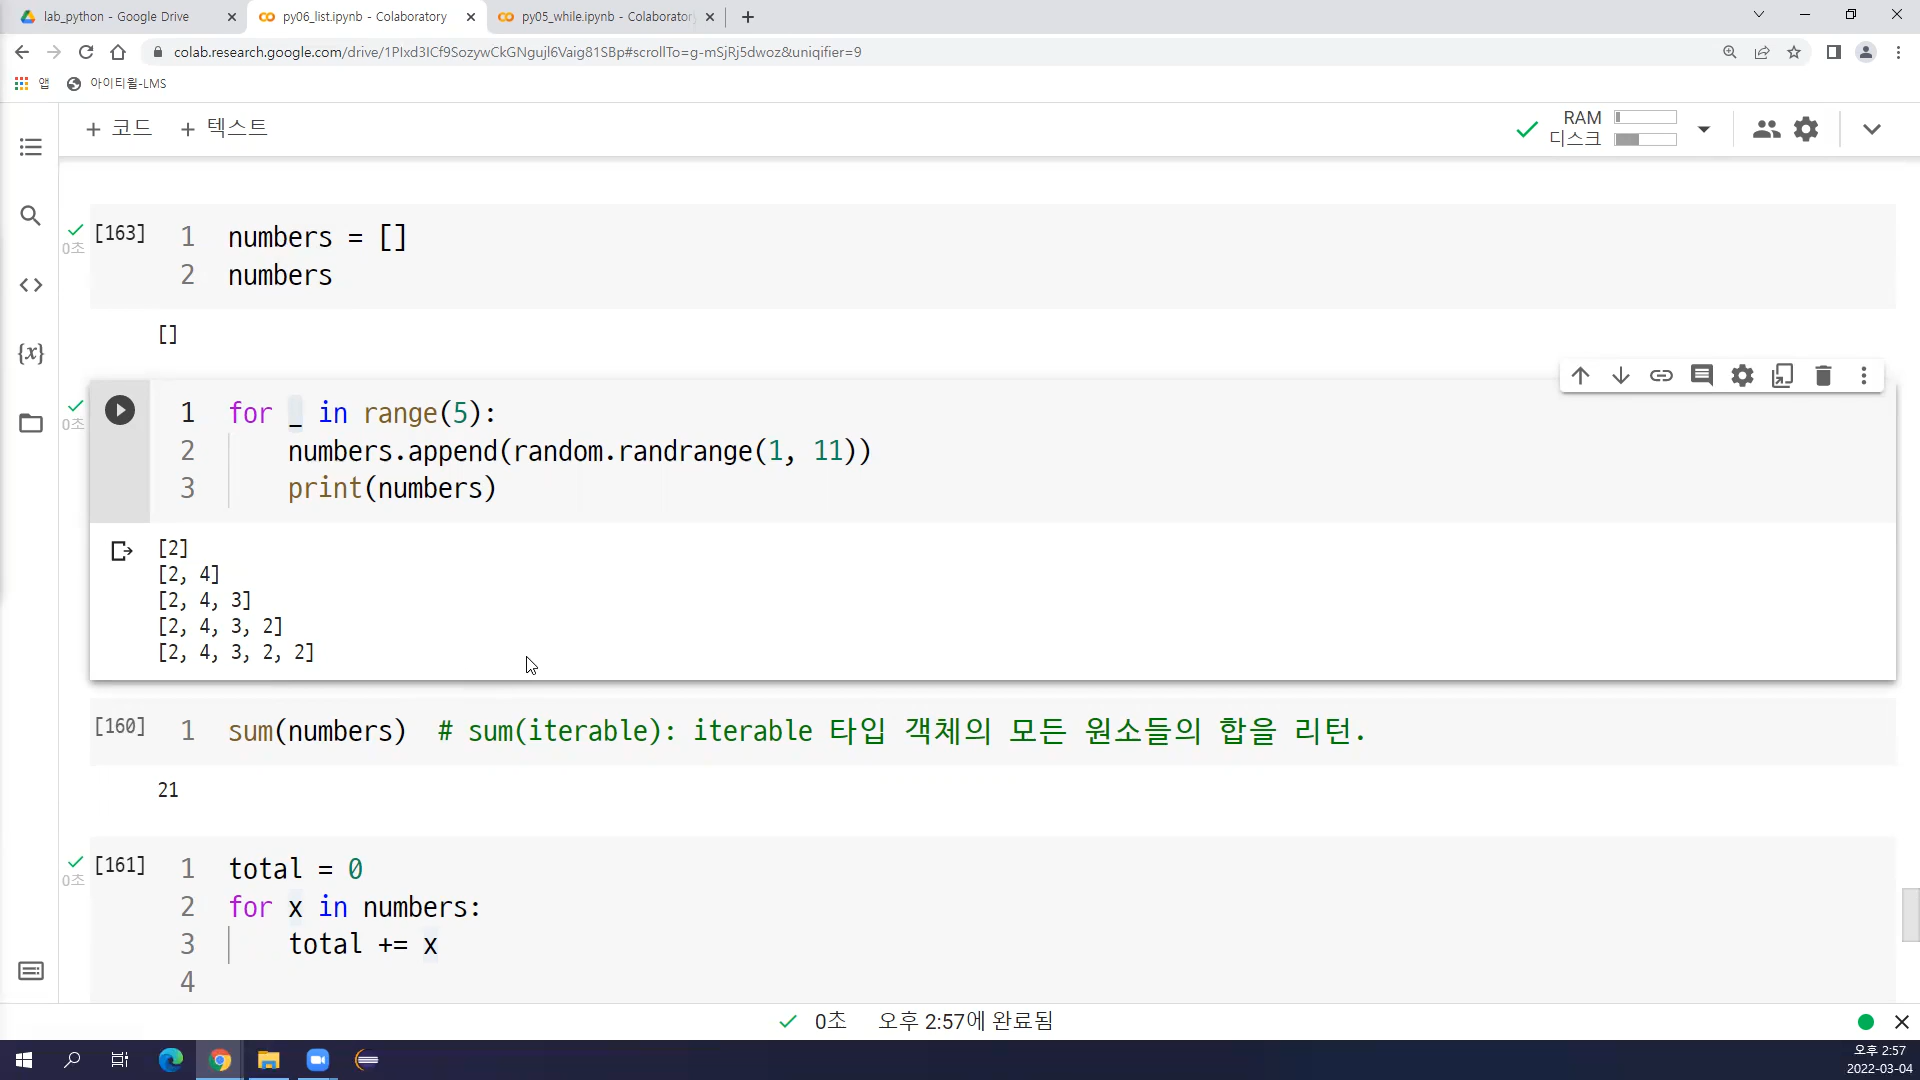 lab_python - Google Drive
py06_list.ipynb - Colaboratory
py05_while.ipynb - Colaborator
colab.research.google.com/drive/1PIxd3ICf9SozywCkGNgujl6Vaig81SBp#scrollTo=g-mSjRj5dwoz&uniqifier=9
앱
아이티윌-LMS
+ 코드
+ 텍스트
RAM
디스크
[163]
0초
1 numbers = []
2 numbers
[]
0초
1 for _ in range(5):
2 numbers.append(random.randrange(1, 11))
3 print(numbers)
[2]
[2, 4]
[2, 4, 3]
[2, 4, 3, 2]
[2, 4, 3, 2, 2]
[160] 1 sum(numbers) # sum(iterable): iterable 타입 객체의 모든 원소들의 합을 리턴.
21
[161]
0초
1 total = 0
2 for x in numbers:
3 total += x
4
0초 오후 2:57에 완료됨
오후 2:57
2022-03-04